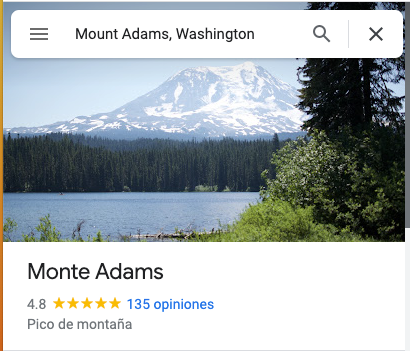 Mount Adams, Washington
Monte Adams
4.8 135 opiniones
Pico de montaña